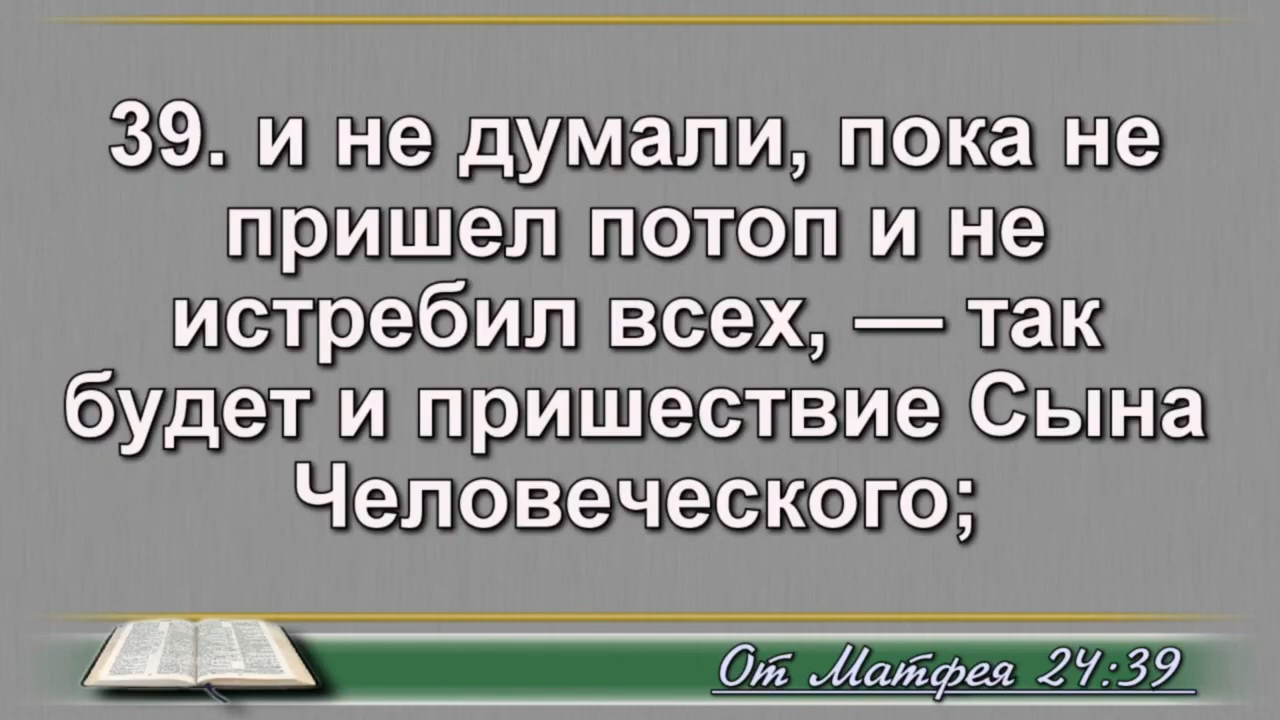 39. и не думали, пока не
пришел потоп и не
истребил всех, — так
будет и пришествие Сына
Человеческого;
От Матфея 24:39